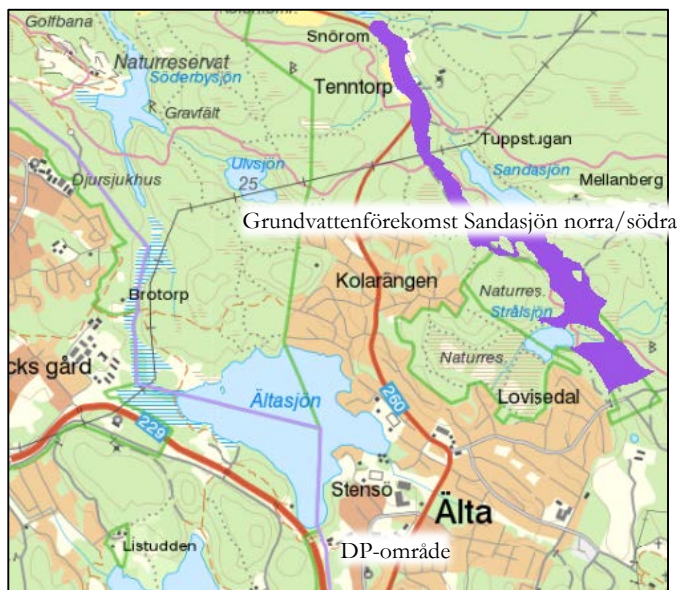 Golfbana
Snörom
Naturreservat
Söderbysjön
Tenntorp
Gravfält
Tuppstugan
Ulvsjön
Sandasjön
Djursjukhus
25
Mellanberg
Grundvattenförekomst Sandasjön norra/södra
Kolarängen
Naturres.
Brotorp
Strålsjön
Naturres.
cks gård
Ältasjön
260
Lovisedal
229
Stensö
Älta
Listudden
DP-område